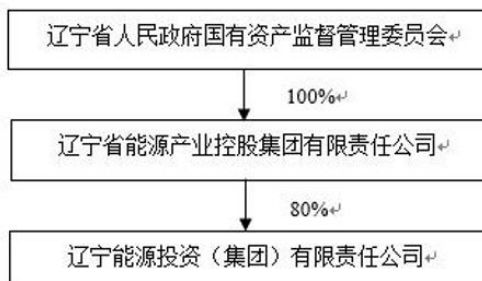 辽宁省人民政府国有资产监督管理委员会↵
100%↵
辽宁省能源产业控股集团有限责任公司↵
80%↵
辽宁能源投资（集团）有限责任公司↵